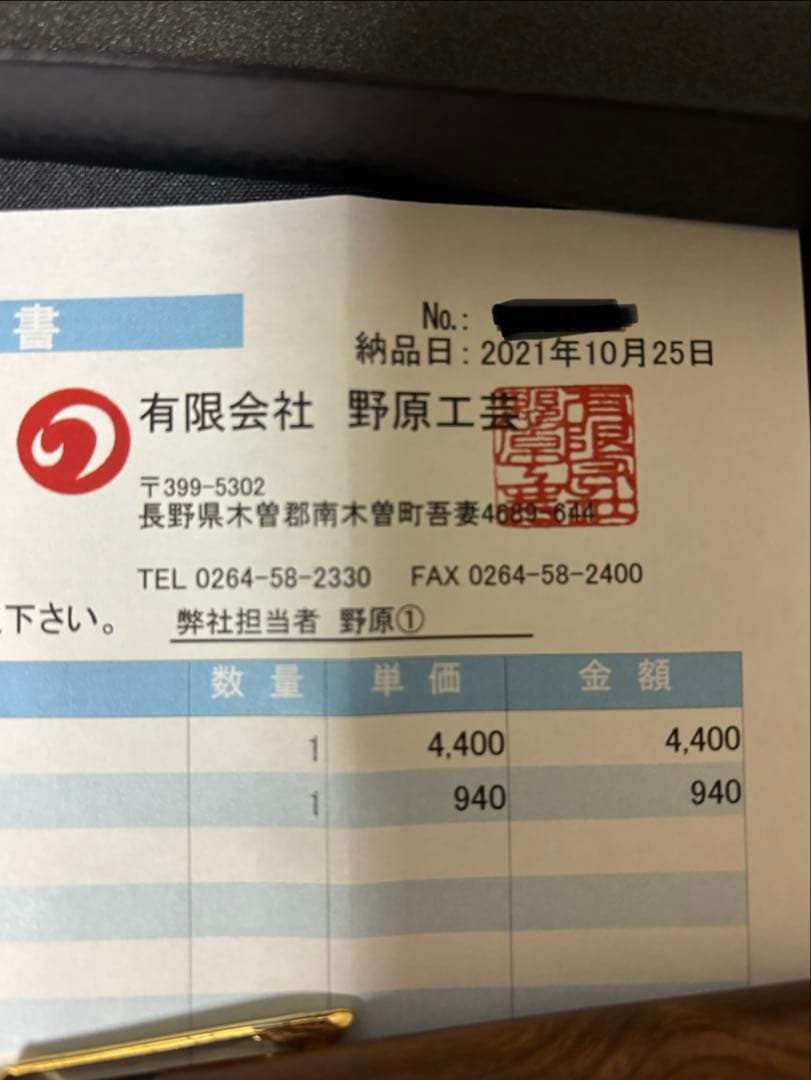 書
No.:
納品日：2021年10月25日
有限会社 野原工芸
〒399-5302
長野県木曽郡南木曽町吾妻4689-644
TEL 0264-58-2330 FAX 0264-58-2400
下さい。 弊社担当者 野原①
数 量 単 価 金 額
1 4,400 4,400
1 940 940